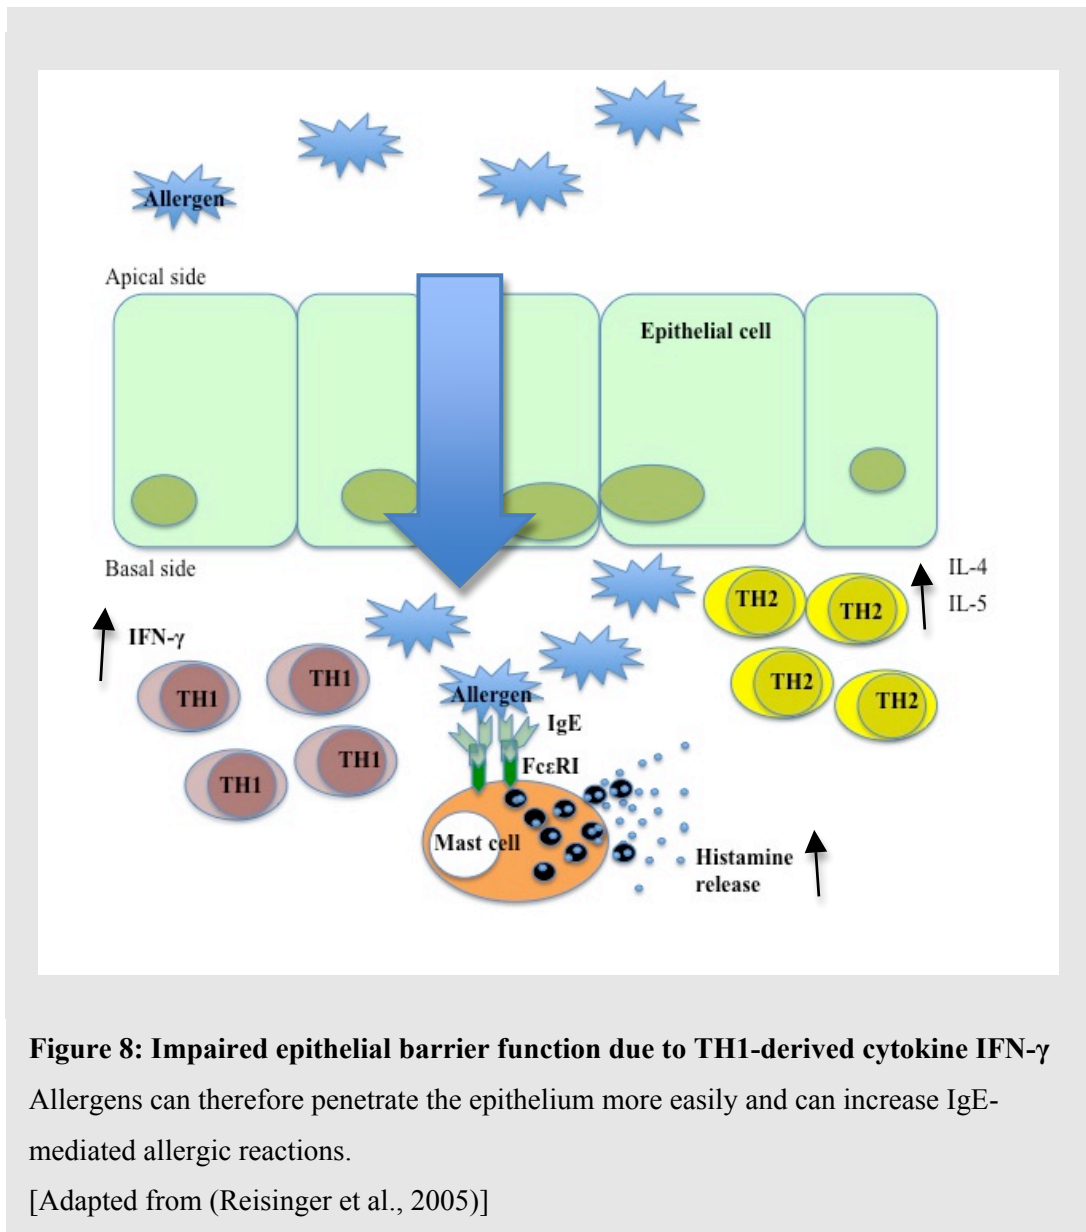 Allergen
Apical side
Epithelial cell
Basal side
IL-4
IL-5
IFN-γ
TH2
TH2
TH1
TH1
TH2
TH2
Allergen
IgE
FcεRI
TH1
TH1
Mast cell
Histamine
release
Figure 8: Impaired epithelial barrier function due to TH1-derived cytokine IFN-γ
Allergens can therefore penetrate the epithelium more easily and can increase IgE-
mediated allergic reactions.
[Adapted from (Reisinger et al., 2005)]